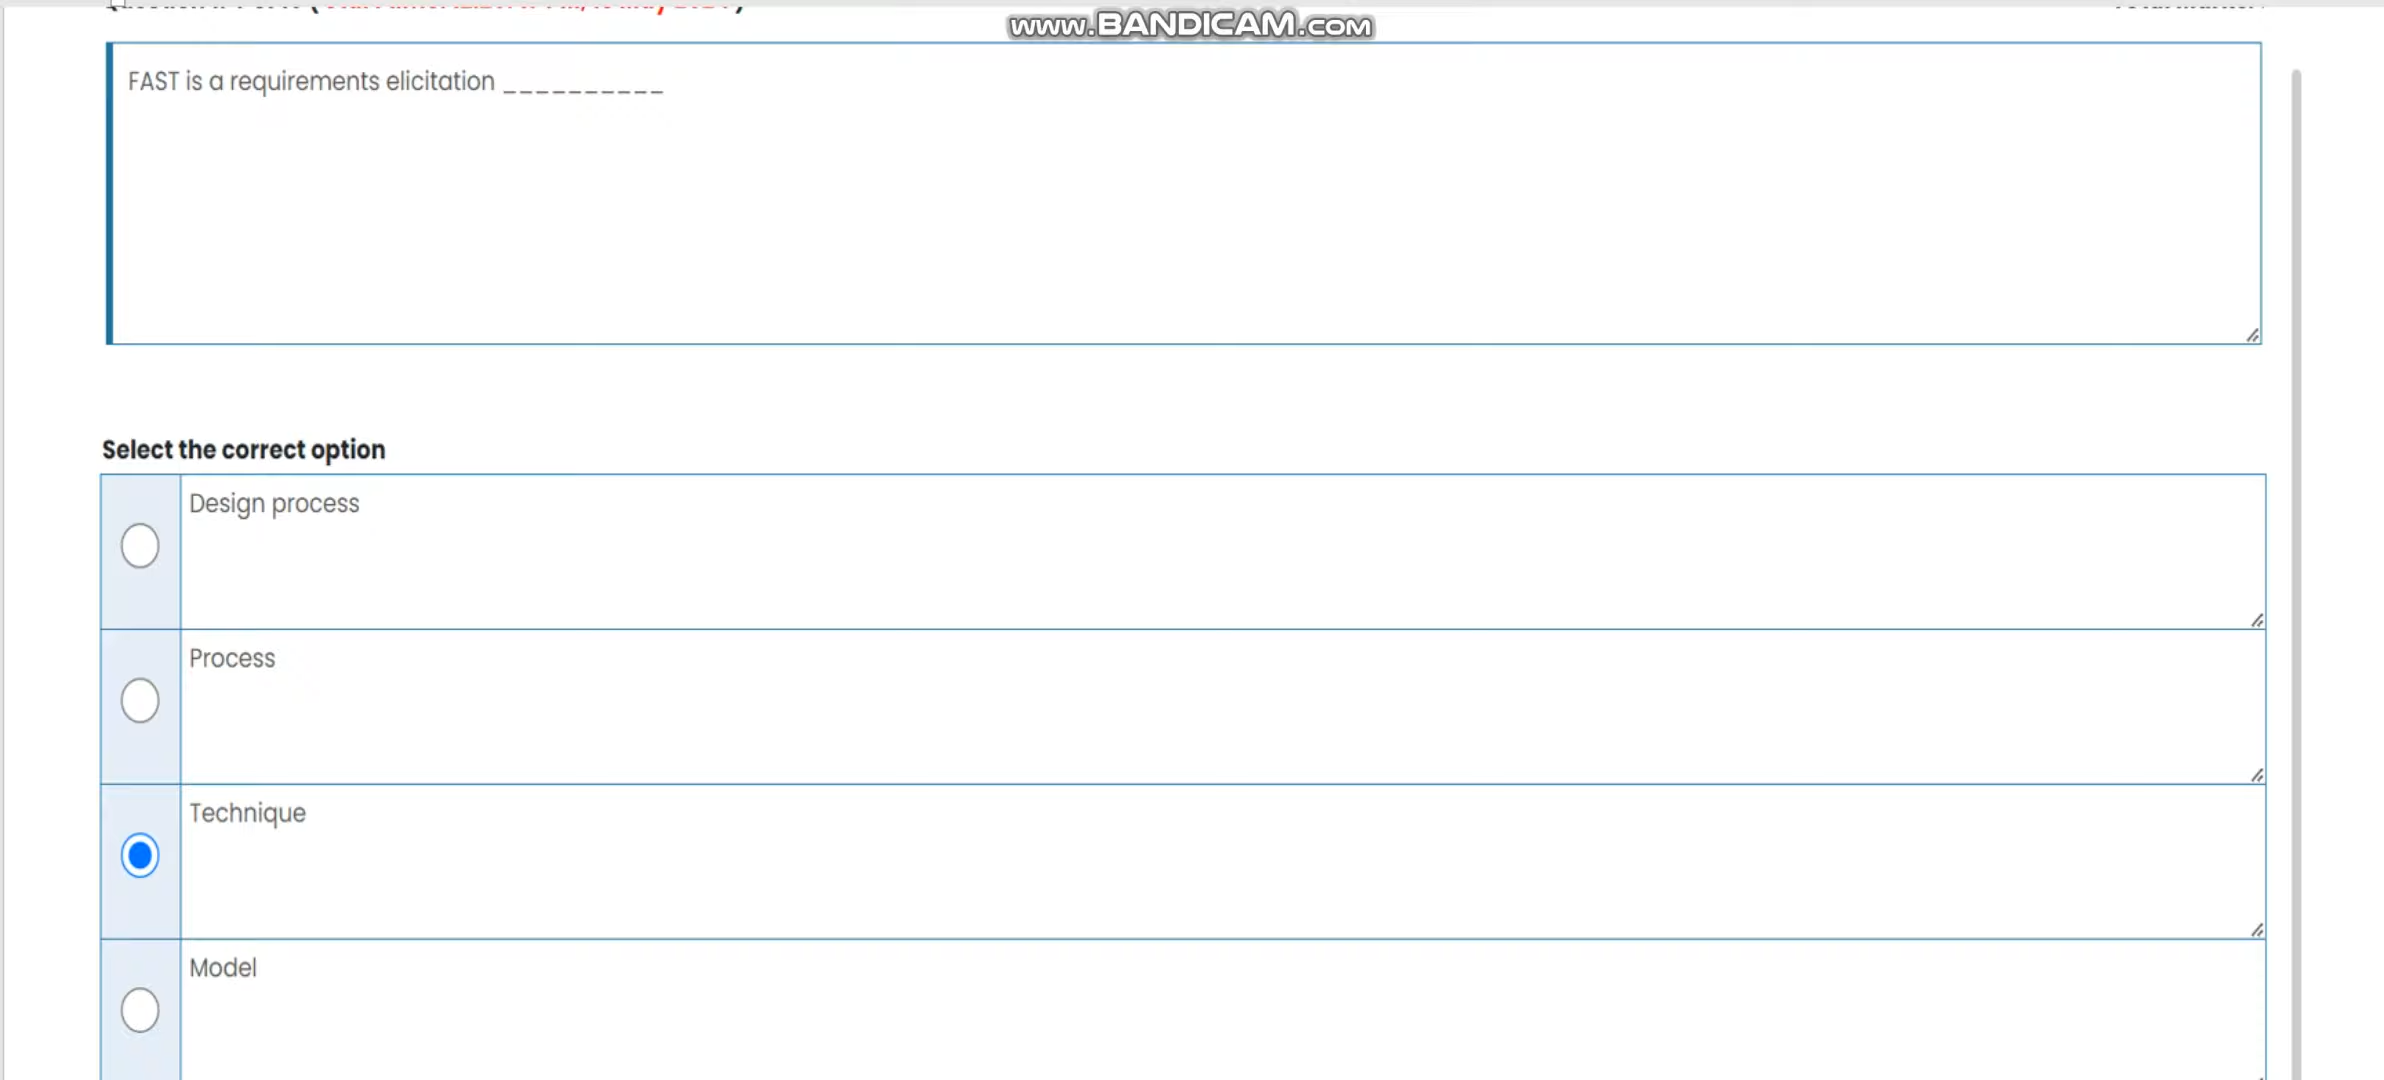 www.BANDICAM.com
FAST is a requirements elicitation __________
Select the correct option
Design process
Process
Technique
Model